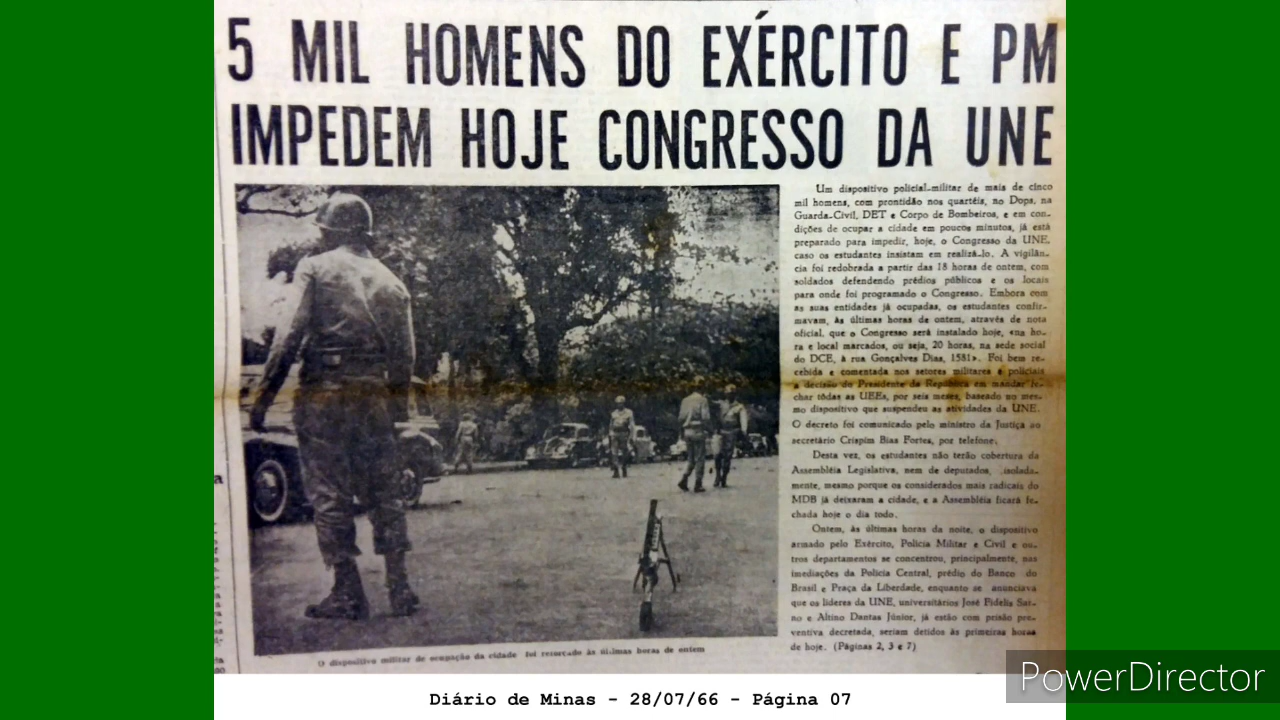 5 MIL HOMENS DO EXÉRCITO E PM
IMPEDEM HOJE CONGRESSO DA UNE
Um dispositivo policial-militar de mais de cinco
mil homens, com prontidão nos quartéis, no Dops, na
Guarda-Civil, DET e Corpo de Bombeiros, e em con-
dições de ocupar a cidade em poucos minutos, já está
preparado para impedir, hoje, o Congresso da UNE,
caso os estudantes insistam em realizá-lo. A vigilân-
cia foi redobrada a partir das 18 horas de ontem, com
soldados defendendo prédios públicos e os locais
para onde foi programado o Congresso. Embora com
as suas entidades já ocupadas, os estudantes confir-
mavam, às últimas horas de ontem, através de nota
oficial, que o Congresso será instalado hoje, «na ho-
ra e local marcados, ou seja, 20 horas, na sede social
do DCE, à rua Gonçalves Dias, 1581». Foi bem re-
cebida e comentada nos setores militares e policiais
a decisão do Presidente da República em mandar fe-
char tôdas as UEEs, por seis meses, baseado no mes-
mo dispositivo que suspendeu as atividades da UNE.
O decreto foi comunicado pelo ministro da Justiça ao
secretário Crispim Bias Fortes, por telefone.
Desta vez, os estudantes não terão cobertura da
Assembléia Legislativa, nem de deputados, isolada-
mente, mesmo porque os considerados mais radicais do
MDB já deixaram a cidade, e a Assembléia ficará fe-
chada hoje o dia todo.
Ontem, às últimas horas da noite, o dispositivo
armado pelo Exército, Polícia Militar e Civil e ou-
tros departamentos se concentrou, principalmente, nas
imediações da Polícia Central, prédio do Banco do
Brasil e Praça da Liberdade, enquanto se anunciava
que os líderes da UNE, universitários José Fidelis Sar-
no e Altino Dantas Júnior, já estão com prisão pre-
ventiva decretada, seriam detidos às primeiras horas
de hoje. (Páginas 2, 3 e 7)
O dispositivo militar de ocupação da cidade foi reforçado às últimas horas de ontem
PowerDirector
Diário de Minas - 28/07/66 - Página 07